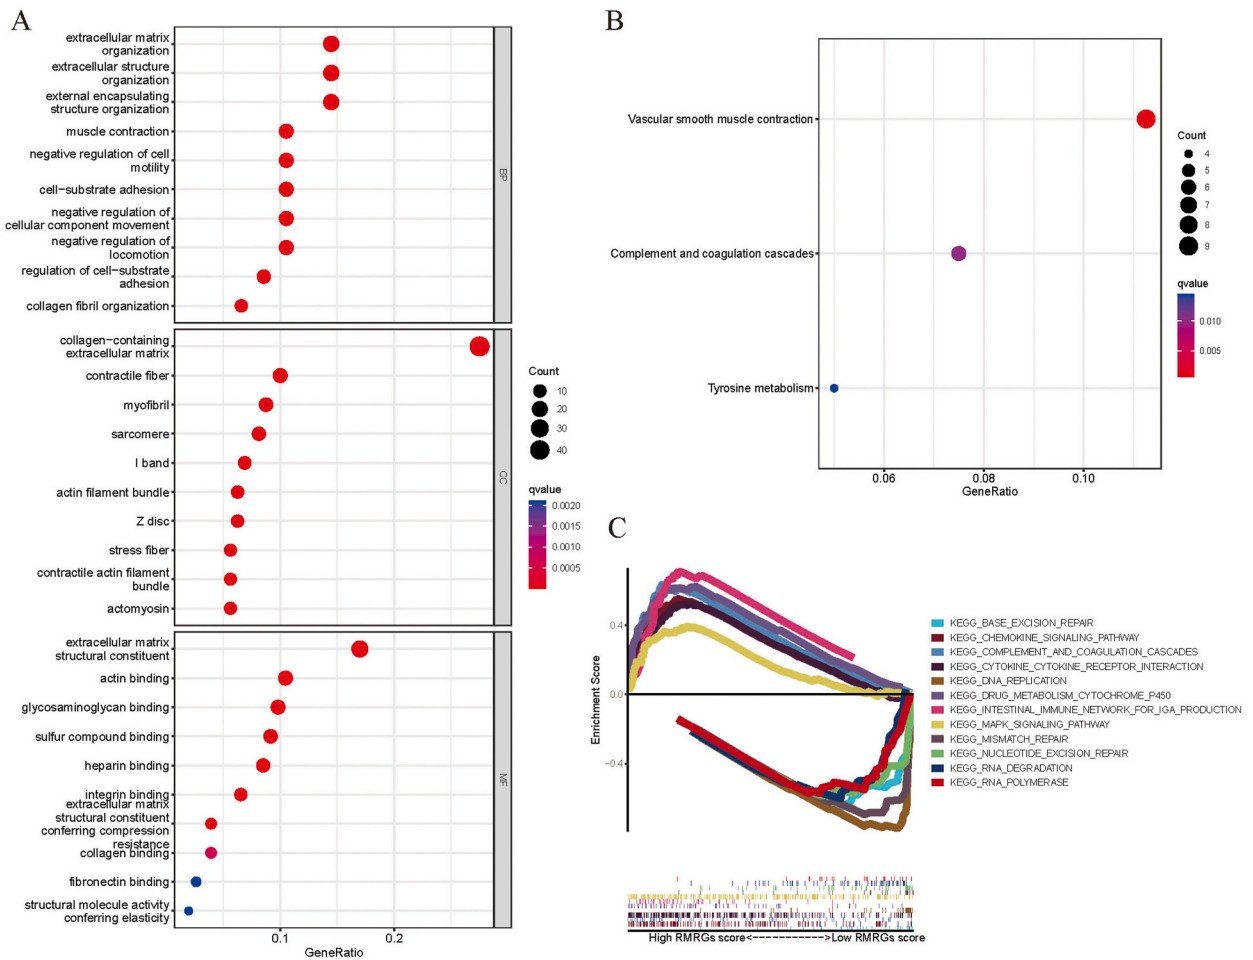 A
extracellular matrix
organization
extracellular structure
organization
external encapsulating
structure organization
muscle contraction
negative regulation of cell
motility
cell−substrate adhesion
negative regulation of
cellular component movement
negative regulation of
locomotion
regulation of cell−substrate
adhesion
collagen fibril organization
BP
collagen−containing
extracellular matrix
contractile fiber
myofibril
sarcomere
I band
actin filament bundle
Z disc
stress fiber
contractile actin filament
bundle
actomyosin
CC
extracellular matrix
structural constituent
actin binding
glycosaminoglycan binding
sulfur compound binding
heparin binding
integrin binding
extracellular matrix
structural constituent
conferring compression
resistance
collagen binding
fibronectin binding
structural molecule activity
conferring elasticity
MF
0.1
0.2
GeneRatio
Count
10
20
30
40
qvalue
0.0020
0.0015
0.0010
0.0005
B
Vascular smooth muscle contraction
Complement and coagulation cascades
Tyrosine metabolism
0.06
0.08
0.10
GeneRatio
Count
4
5
6
7
8
9
qvalue
0.010
0.005
C
Enrichment Score
0.4
0.0
−0.4
KEGG_BASE_EXCISION_REPAIR
KEGG_CHEMOKINE_SIGNALING_PATHWAY
KEGG_COMPLEMENT_AND_COAGULATION_CASCADES
KEGG_CYTOKINE_CYTOKINE_RECEPTOR_INTERACTION
KEGG_DNA_REPLICATION
KEGG_DRUG_METABOLISM_CYTOCHROME_P450
KEGG_INTESTINAL_IMMUNE_NETWORK_FOR_IGA_PRODUCTION
KEGG_MAPK_SIGNALING_PATHWAY
KEGG_MISMATCH_REPAIR
KEGG_NUCLEOTIDE_EXCISION_REPAIR
KEGG_RNA_DEGRADATION
KEGG_RNA_POLYMERASE
High RMRGs score<------------>Low RMRGs score